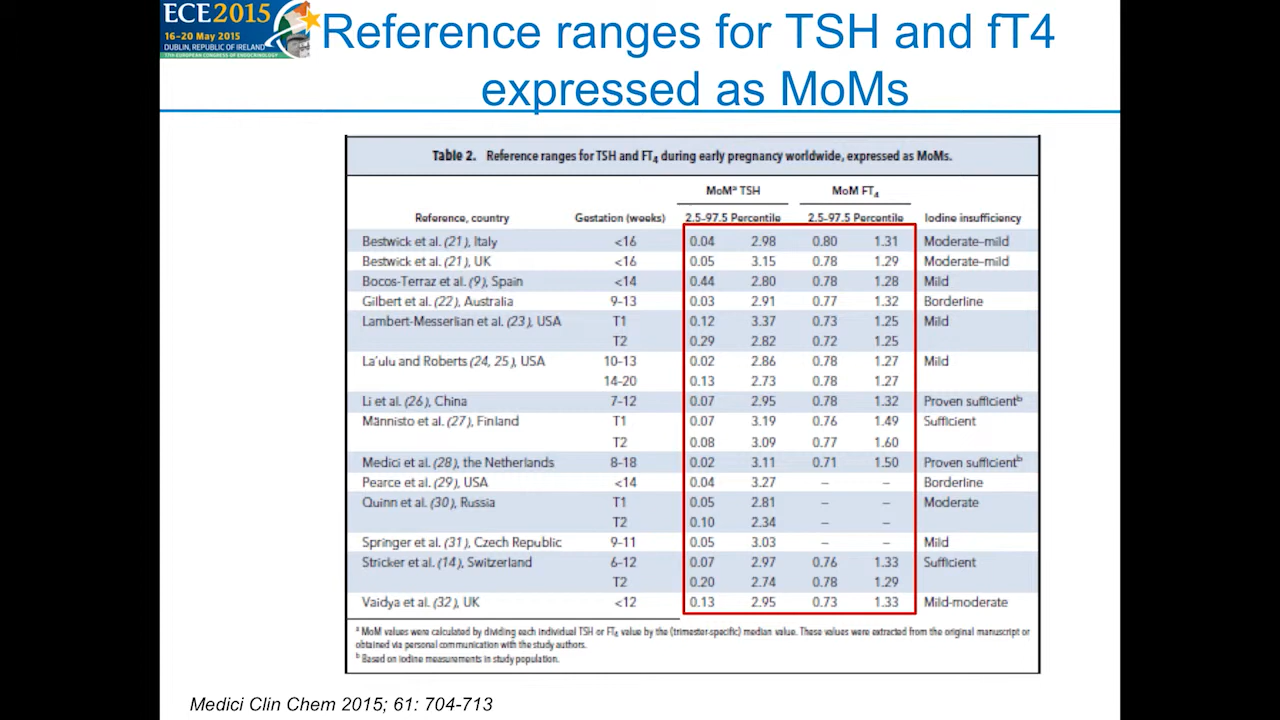 ECE2015
16-20 May 2015
DUBLIN, REPUBLIC OF IRELAND
17TH EUROPEAN CONGRESS OF ENDOCRINOLOGY
Reference ranges for TSH and fT4
expressed as MoMs
Table 2. Reference ranges for TSH and FT4 during early pregnancy worldwide, expressed as MoMs.
MoMᵃ TSH MoM FT4
Reference, country Gestation (weeks) 2.5-97.5 Percentile 2.5-97.5 Percentile Iodine insufficiency
Bestwick et al. (21), Italy <16 0.04 2.98 0.80 1.31 Moderate–mild
Bestwick et al. (21), UK <16 0.05 3.15 0.78 1.29 Moderate–mild
Bocos-Terraz et al. (9), Spain <14 0.44 2.80 0.78 1.28 Mild
Gilbert et al. (22), Australia 9-13 0.03 2.91 0.77 1.32 Borderline
Lambert-Messerlian et al. (23), USA T1 0.12 3.37 0.73 1.25 Mild
T2 0.29 2.82 0.72 1.25
La'ulu and Roberts (24, 25), USA 10-13 0.02 2.86 0.78 1.27 Mild
14-20 0.13 2.73 0.78 1.27
Li et al. (26), China 7-12 0.07 2.95 0.78 1.32 Proven sufficientᵇ
Männisto et al. (27), Finland T1 0.07 3.19 0.76 1.49 Sufficient
T2 0.08 3.09 0.77 1.60
Medici et al. (28), the Netherlands 8-18 0.02 3.11 0.71 1.50 Proven sufficientᵇ
Pearce et al. (29), USA <14 0.04 3.27 – – Borderline
Quinn et al. (30), Russia T1 0.05 2.81 – – Moderate
T2 0.10 2.34 – –
Springer et al. (31), Czech Republic 9-11 0.05 3.03 – – Mild
Stricker et al. (14), Switzerland 6-12 0.07 2.97 0.76 1.33 Sufficient
T2 0.20 2.74 0.78 1.29
Vaidya et al. (32), UK <12 0.13 2.95 0.73 1.33 Mild-moderate
ᵃ MoM values were calculated by dividing each individual TSH or FT4 value by the (trimester-specific) median value. These values were extracted from the original manuscript or
obtained via personal communication with the study authors.
ᵇ Based on iodine measurements in study population.
Medici Clin Chem 2015; 61: 704-713